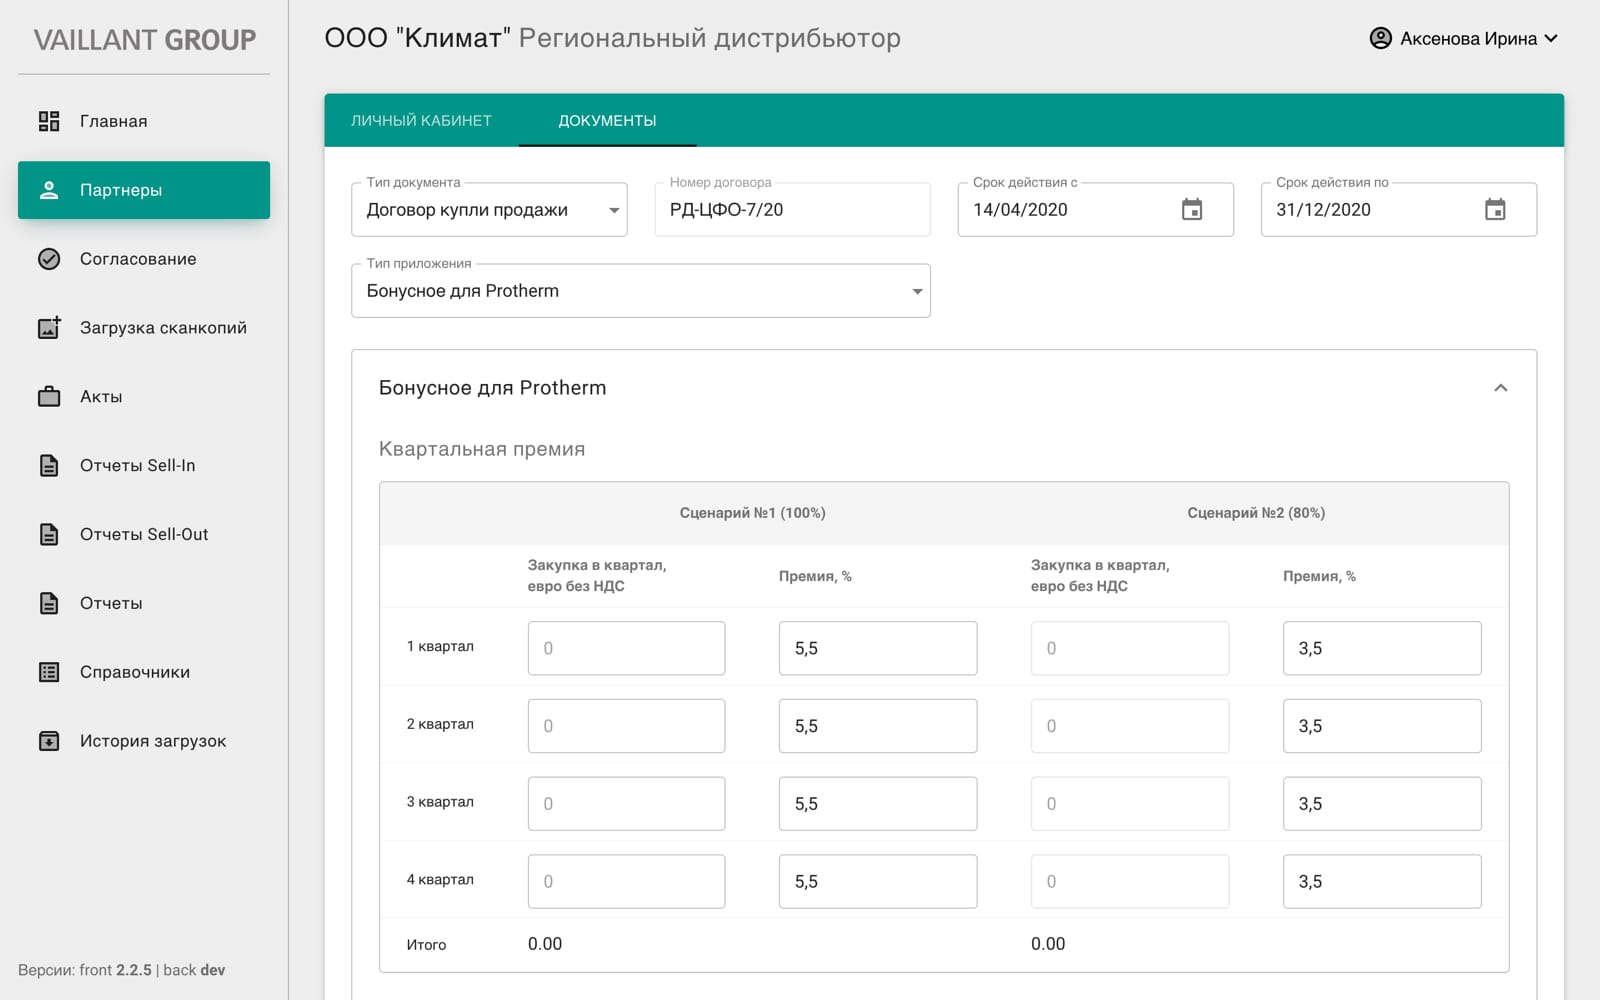 VAILLANT GROUP
ООО "Климат" Региональный дистрибьютор
Аксенова Ирина
Главная
Партнеры
Согласование
Загрузка сканкопий
Акты
Отчеты Sell-In
Отчеты Sell-Out
Отчеты
Справочники
История загрузок
Версии: front 2.2.5 | back dev
ЛИЧНЫЙ КАБИНЕТ ДОКУМЕНТЫ
Тип документа
Договор купли продажи
Номер договора
РД-ЦФО-7/20
Срок действия с
14/04/2020
Срок действия по
31/12/2020
Тип приложения
Бонусное для Protherm
Бонусное для Protherm
Квартальная премия
Сценарий №1 (100%) Сценарий №2 (80%)
Закупка в квартал,
евро без НДС
Премия, %
Закупка в квартал,
евро без НДС
Премия, %
1 квартал 0 5,5 0 3,5
2 квартал 0 5,5 0 3,5
3 квартал 0 5,5 0 3,5
4 квартал 0 5,5 0 3,5
Итого 0.00 0.00